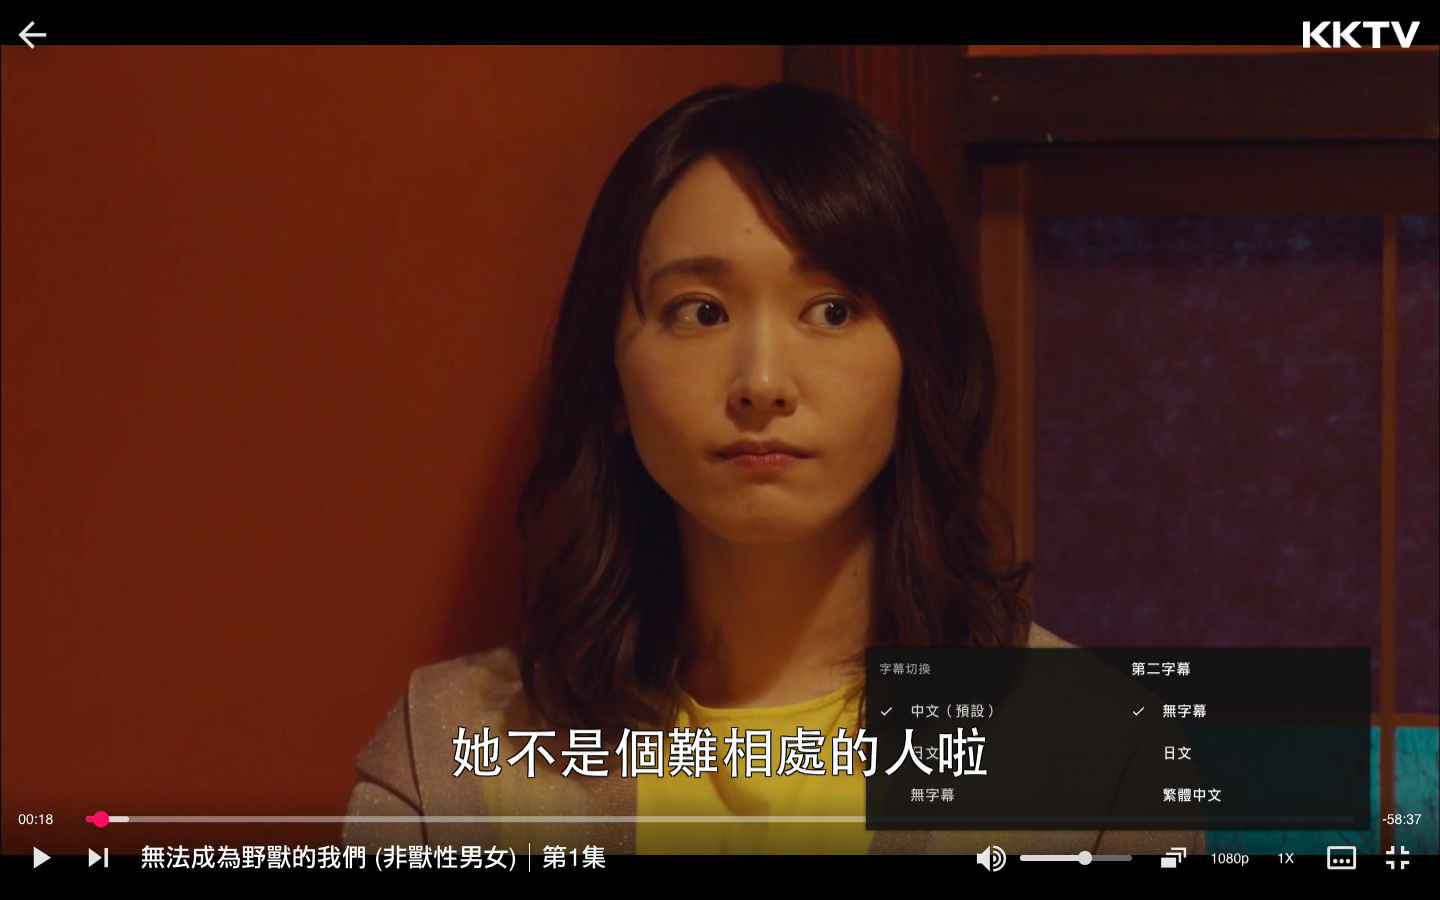 KKTV
字幕切換
第二字幕
中文（預設）
無字幕
日文
日文
她不是個難相處的人啦
無字幕
繁體中文
00:18
-58:37
無法成為野獸的我們 (非獸性男女)｜第1集
1080p
1X